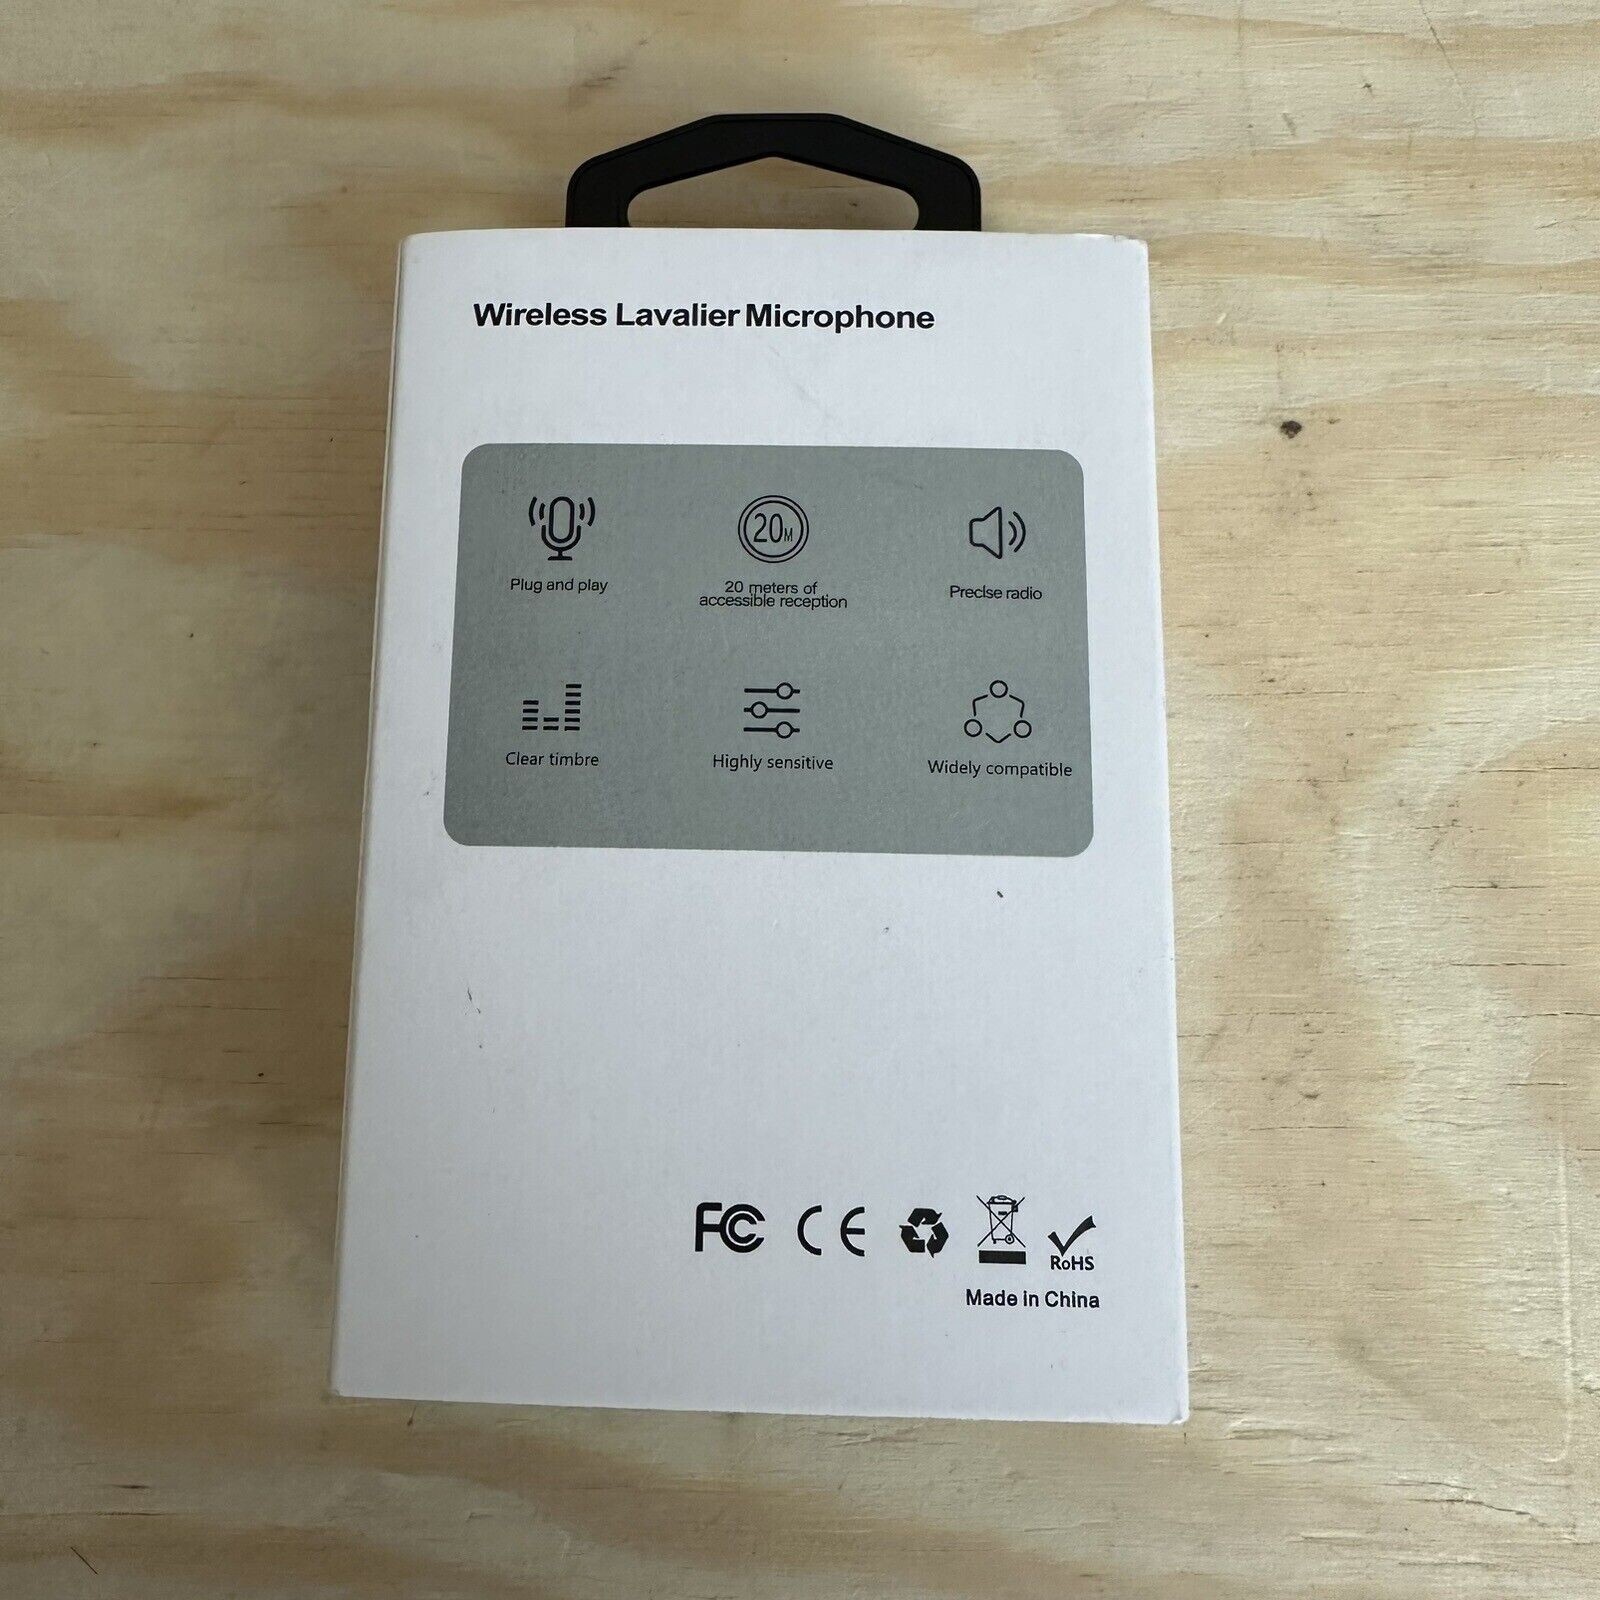 Wireless Lavalier Microphone
20M
Plug and play
20 meters of
accessible reception
Precise radio
Clear timbre
Highly sensitive
Widely compatible
FC CE
RoHS
Made in China